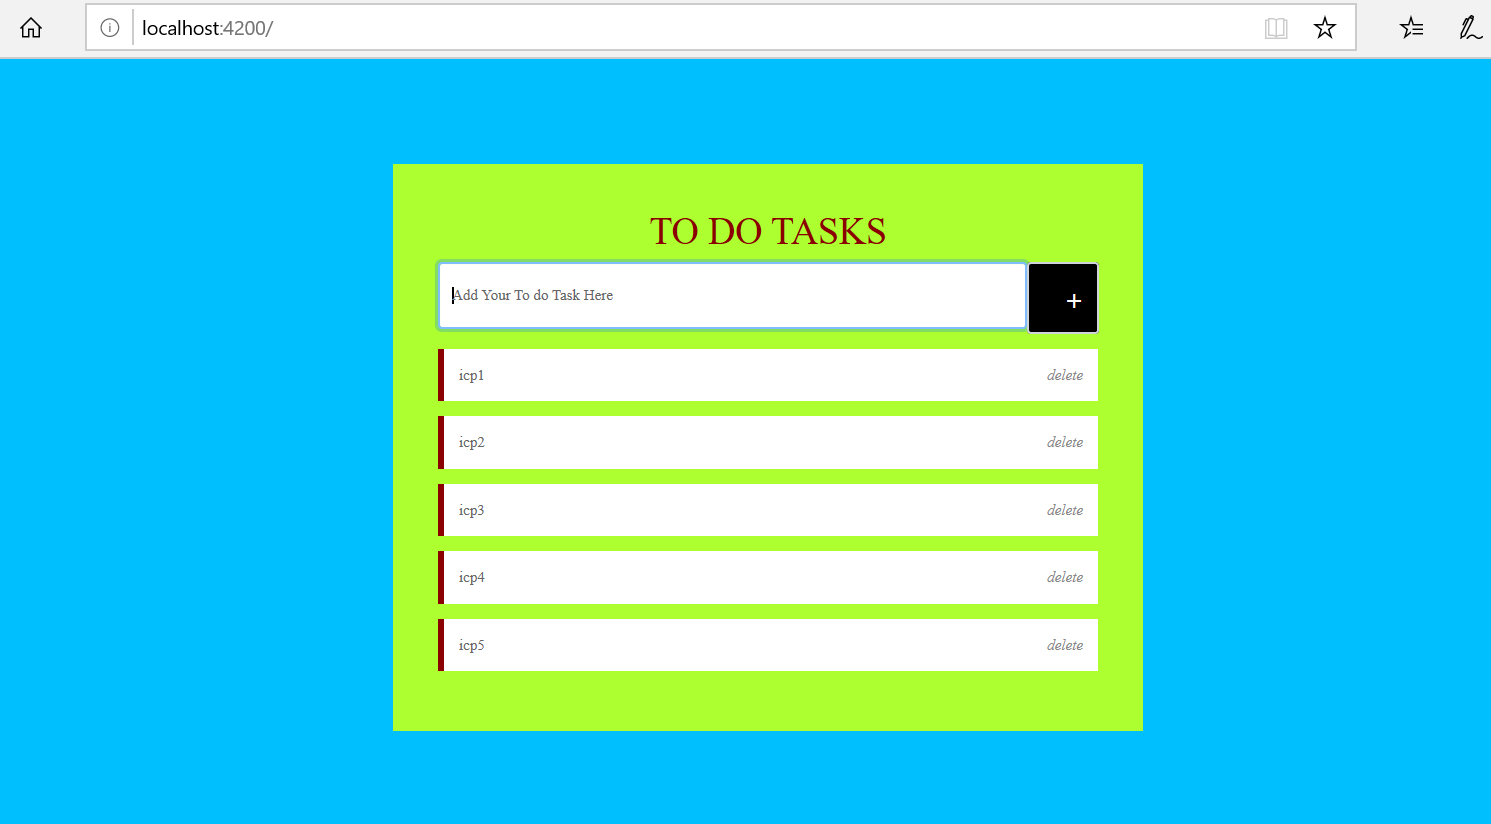 localhost:4200/
TO DO TASKS
Add Your To do Task Here
+
icp1 delete
icp2 delete
icp3 delete
icp4 delete
icp5 delete